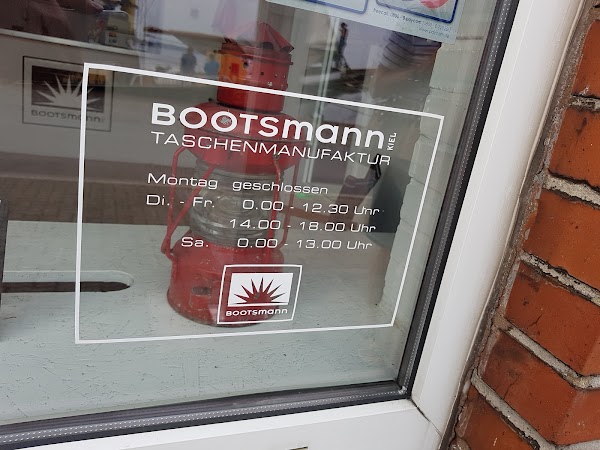 BOOTSmann KIEL
TASCHENMANUFAKTUR
Montag geschlossen
Di. - Fr. 0.00 - 12.30 Uhr
14.00 - 18.00 Uhr
Sa. 0.00 - 13.00 Uhr
BOOTSmann
BOOTSmann